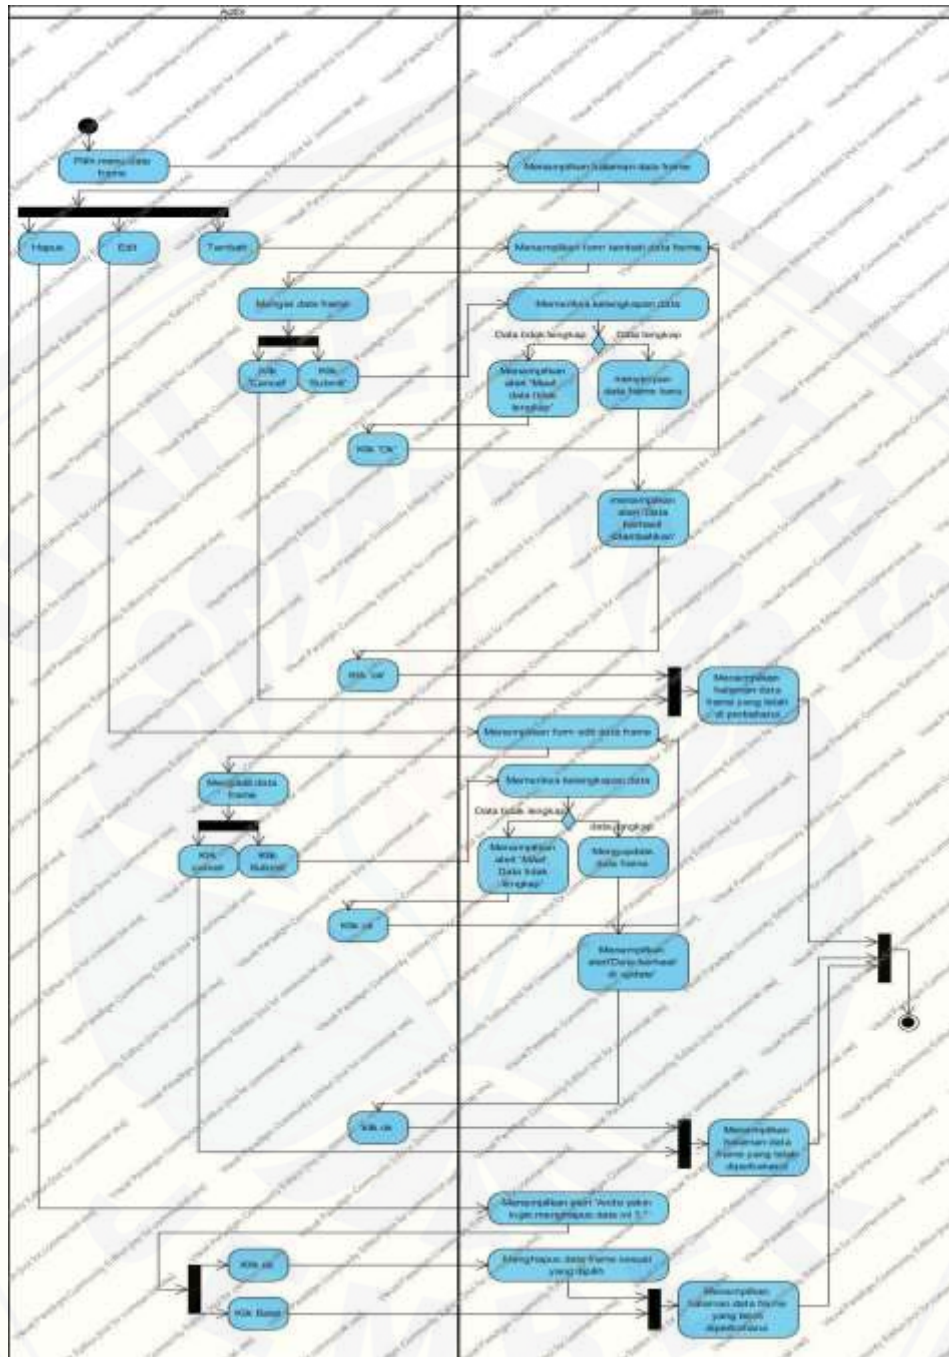 Pilih menu data
frame
Menampilkan halaman data frame
Hapus
Edit
Tambah
Menampilkan form tambah data frame
Mengisi data frame
Memeriksa kelengkapan data
Data tidak lengkap
Data lengkap
Klik
"Cancel"
Klik
"Submit"
Menampilkan
alert "Maaf,
data tidak
lengkap"
menyimpan
data frame baru
Klik "Ok"
menampilkan
alert "Data
berhasil
ditambahkan"
Klik "ok"
Menampilkan
halaman data
frame yang telah
di perbaharui
Menampilkan form edit data frame
Mengedit data
frame
Memeriksa kelengkapan data
Data tidak lengkap
data lengkap
Klik
Klik
Menampilkan
alert "Maaf,
Data tidak
lengkap"
Mengupdate
data frame
Klik ok
Menampilkan
alert "Data berhasil
di update"
klik ok
Menampilkan
halaman data
frame yang telah
diperbaharui
Menampilkan alert "Anda yakin
ingin menghapus data ini ?"
Klik ok
Menghapus data frame sesuai
yang dipilih
Klik Batal
Menampilkan
halaman data frame
yang telah
diperbaharui